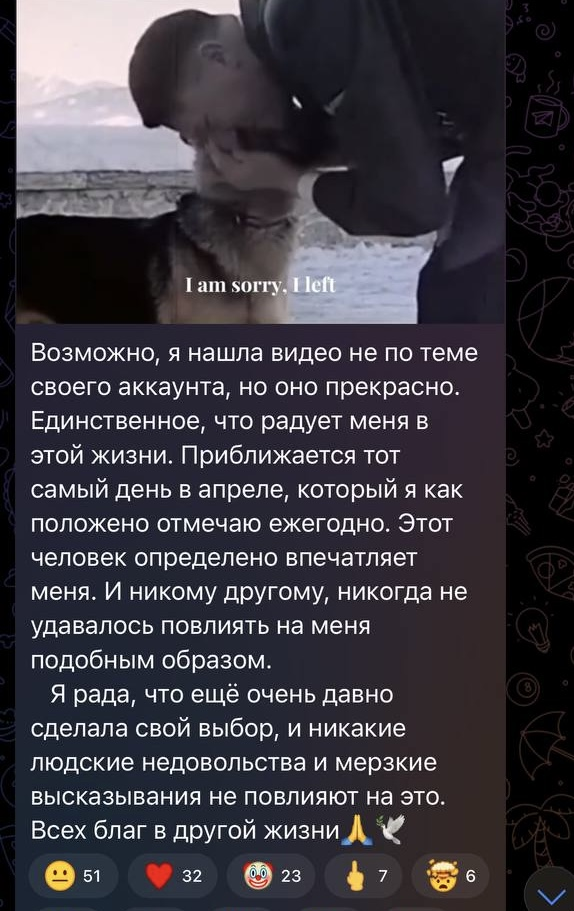 I am sorry, I left
Возможно, я нашла видео не по теме
своего аккаунта, но оно прекрасно.
Единственное, что радует меня в
этой жизни. Приближается тот
самый день в апреле, который я как
положено отмечаю ежегодно. Этот
человек определено впечатляет
меня. И никому другому, никогда не
удавалось повлиять на меня
подобным образом.
Я рада, что ещё очень давно
сделала свой выбор, и никакие
людские недовольства и мерзкие
высказывания не повлияют на это.
Всех благ в другой жизни🙏🕊
😐 51 ❤️ 32 🤡 23 🖕 7 🤯 6